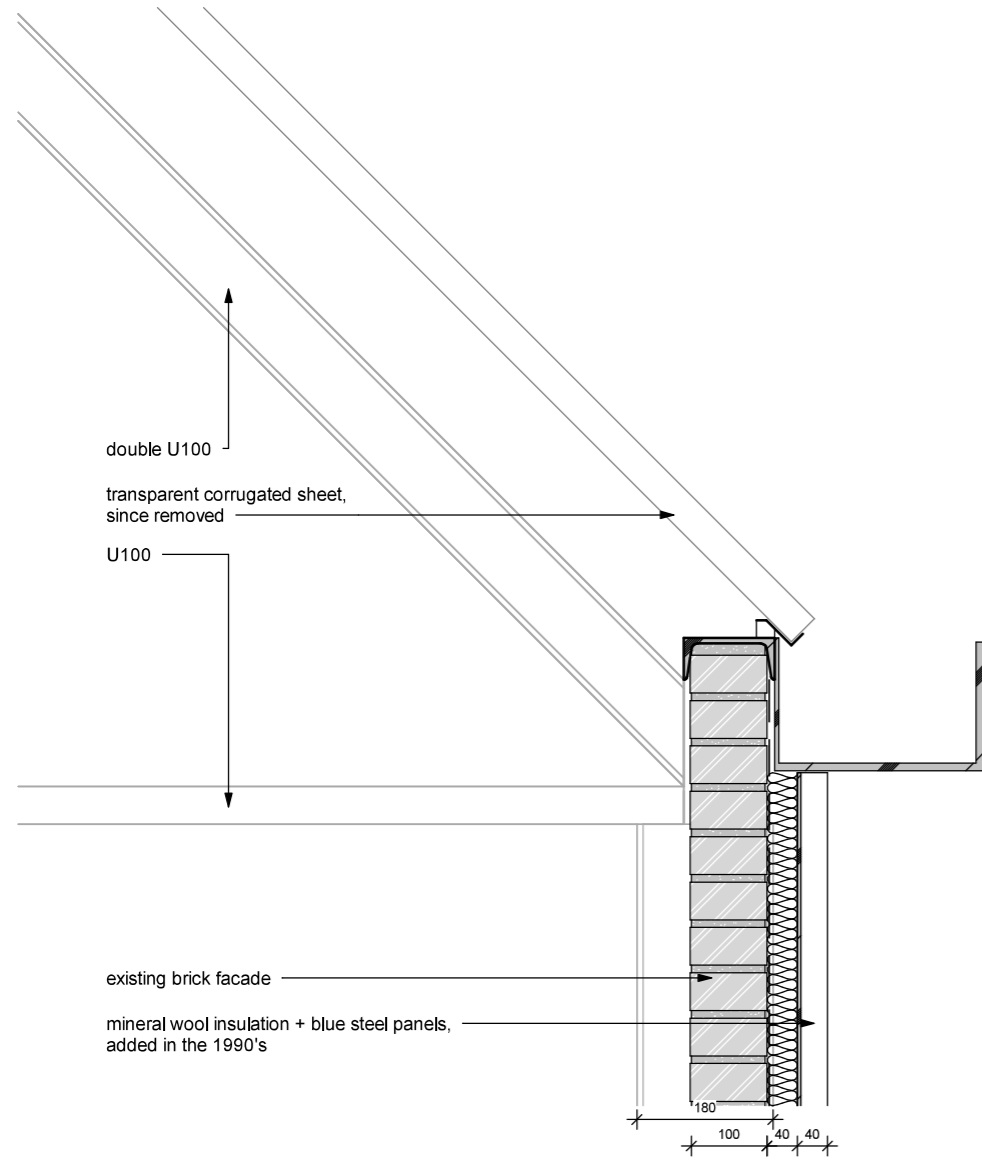 double U100
transparent corrugated sheet,
since removed
U100
existing brick facade
mineral wool insulation + blue steel panels,
added in the 1990's
180
100 40 40